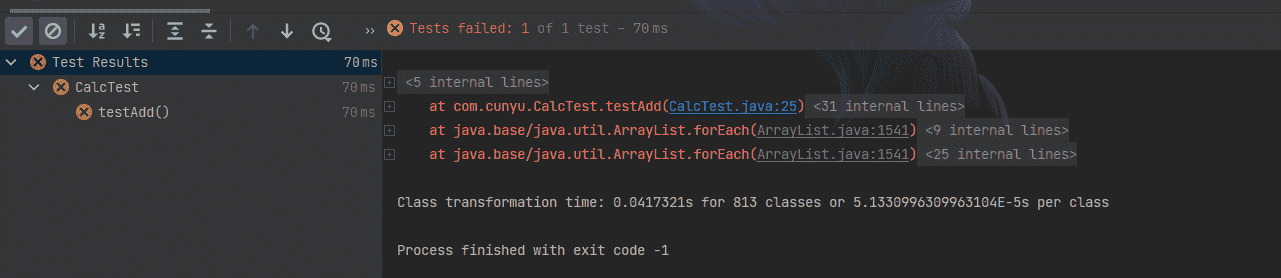 Tests failed: 1 of 1 test – 70 ms
Test Results 70 ms
CalcTest 70 ms
testAdd() 70 ms
<5 internal lines>
at com.cunyu.CalcTest.testAdd(CalcTest.java:25) <31 internal lines>
at java.base/java.util.ArrayList.forEach(ArrayList.java:1541) <9 internal lines>
at java.base/java.util.ArrayList.forEach(ArrayList.java:1541) <25 internal lines>
Class transformation time: 0.0417321s for 813 classes or 5.1330996309963104E-5s per class
Process finished with exit code -1